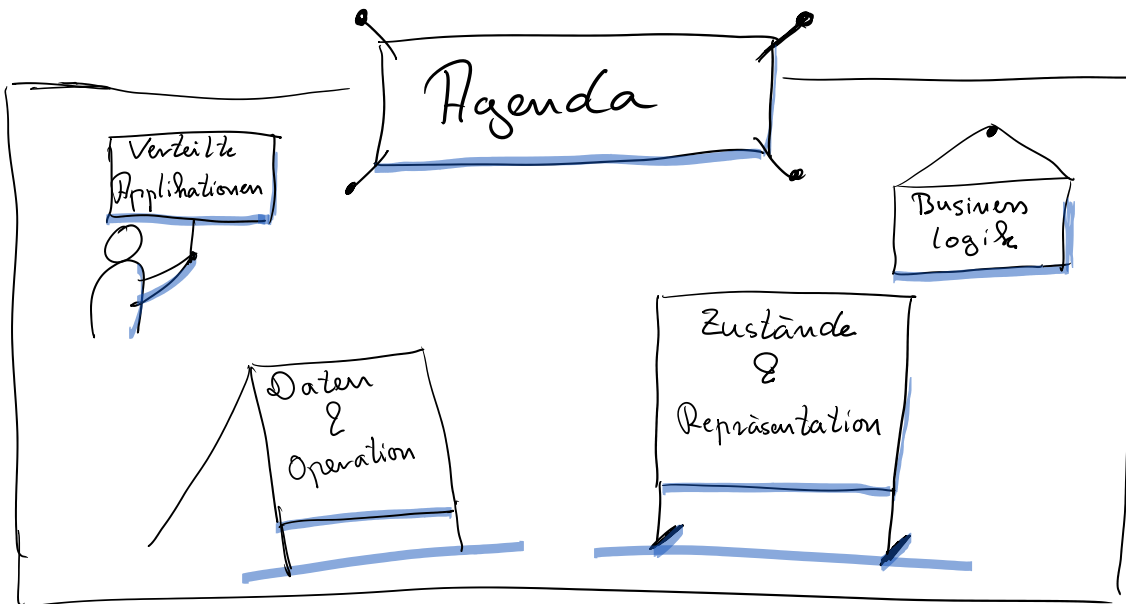 Agenda
Verteilte
Applikationen
Business
logik
Daten
&
Operation
Zustände
&
Repräsentation